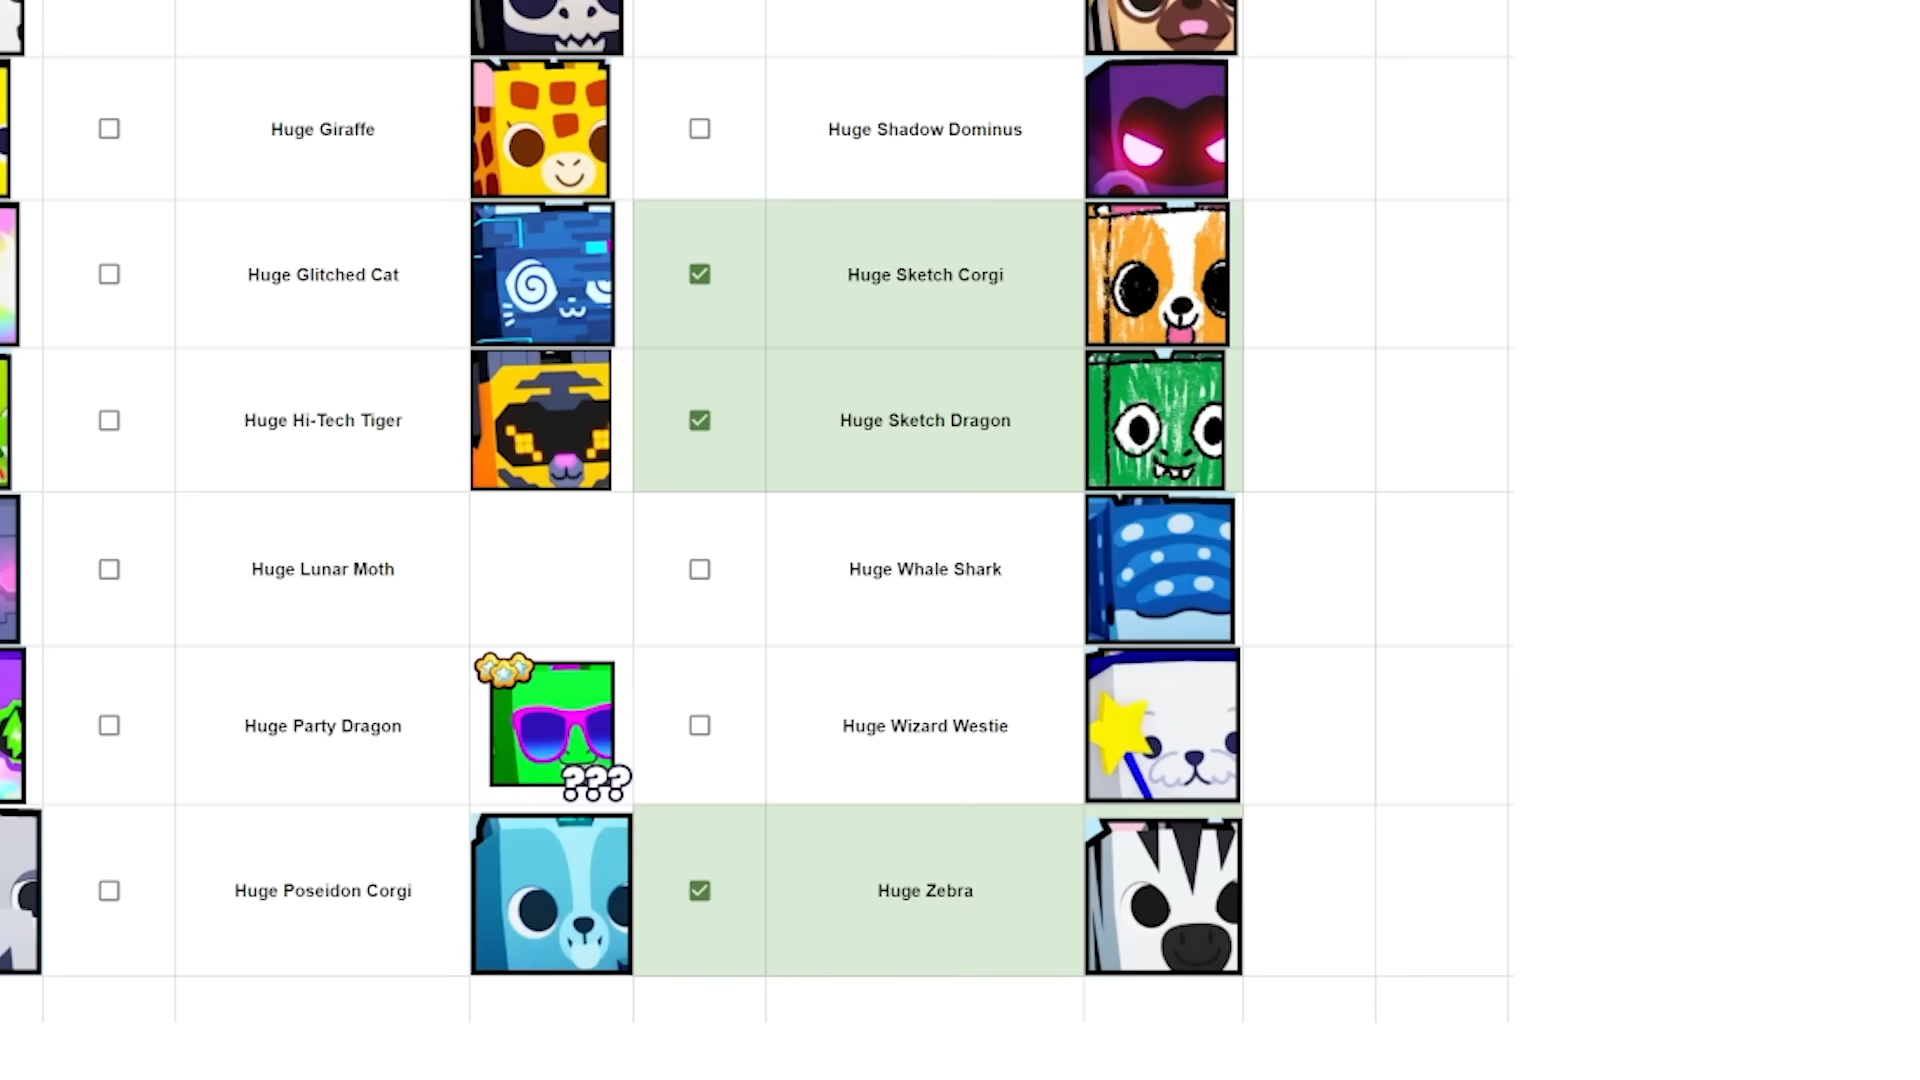 Huge Giraffe
Huge Shadow Dominus
Huge Glitched Cat
Huge Sketch Corgi
Huge Hi-Tech Tiger
Huge Sketch Dragon
Huge Lunar Moth
Huge Whale Shark
Huge Party Dragon
???
Huge Wizard Westie
Huge Poseidon Corgi
Huge Zebra